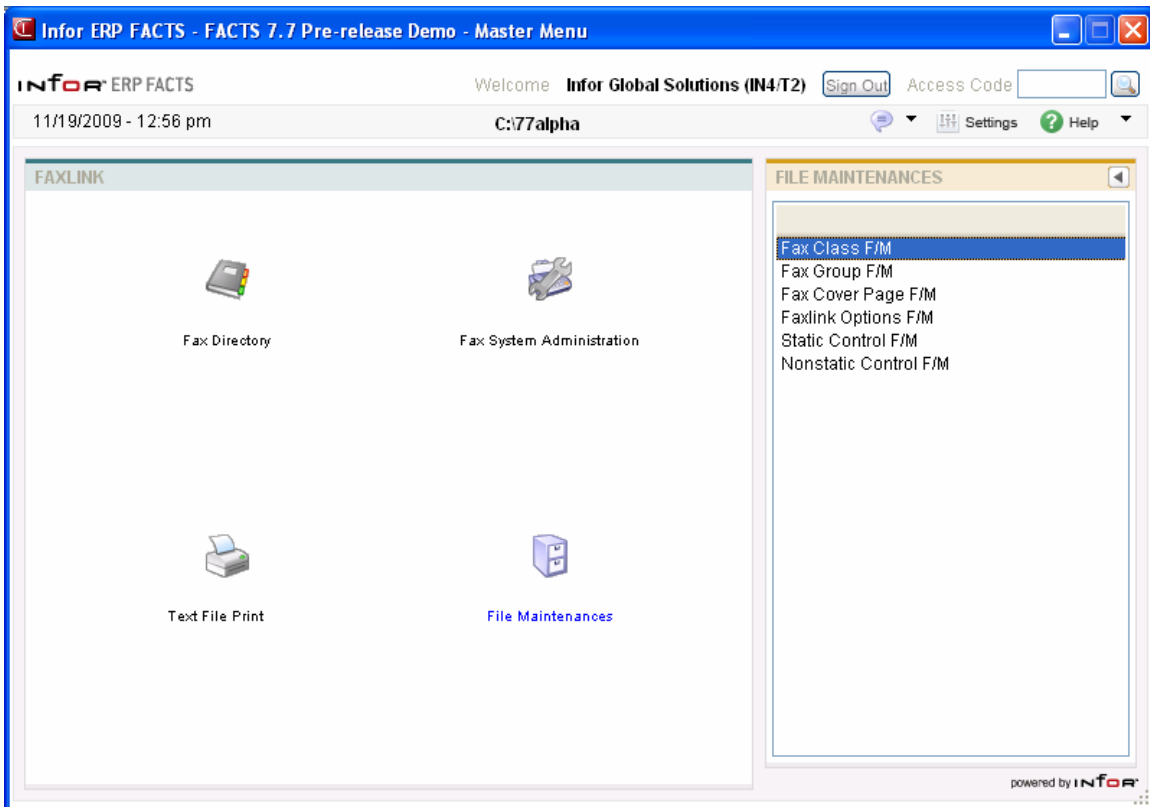 Infor ERP FACTS - FACTS 7.7 Pre-release Demo - Master Menu
infor ERP FACTS
Welcome Infor Global Solutions (IN4/T2) Sign Out Access Code
11/19/2009 - 12:56 pm C:\77alpha Settings Help
FAXLINK
Fax Directory
Fax System Administration
Text File Print
File Maintenances
FILE MAINTENANCES
Fax Class F/M
Fax Group F/M
Fax Cover Page F/M
Faxlink Options F/M
Static Control F/M
Nonstatic Control F/M
powered by infor